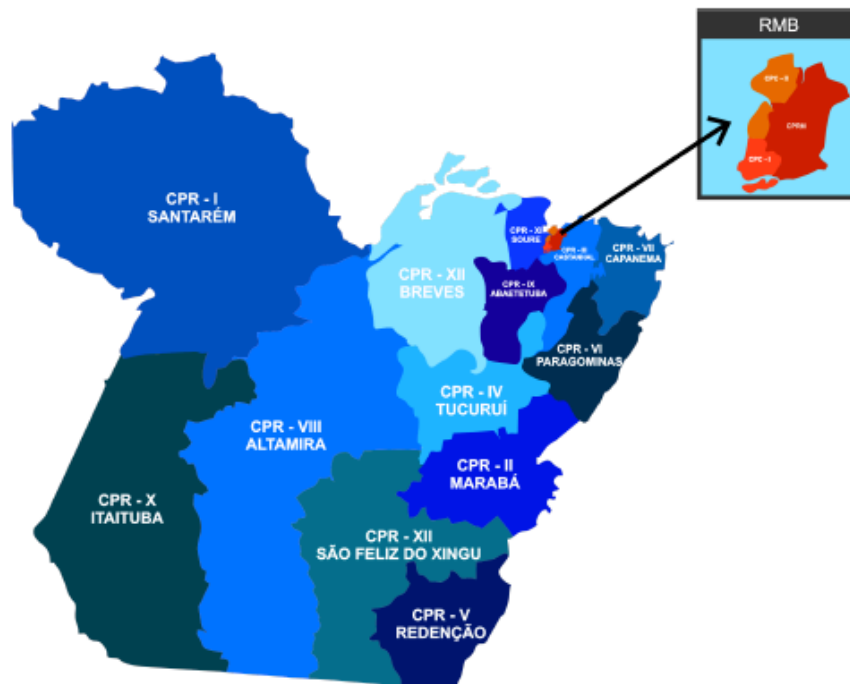 RMB
CPE - II
CPRM
CPE - I
CPR - I
SANTARÉM
CPR - XII
BREVES
CPR - XI
SOURE
CPR - III
CASTANHAL
CPR - VII
CAPANEMA
CPR - IX
ABAETETUBA
CPR - VI
PARAGOMINAS
CPR - IV
TUCURUÍ
CPR - VIII
ALTAMIRA
CPR - II
MARABÁ
CPR - X
ITAITUBA
CPR - XII
SÃO FELIZ DO XINGU
CPR - V
REDENÇÃO